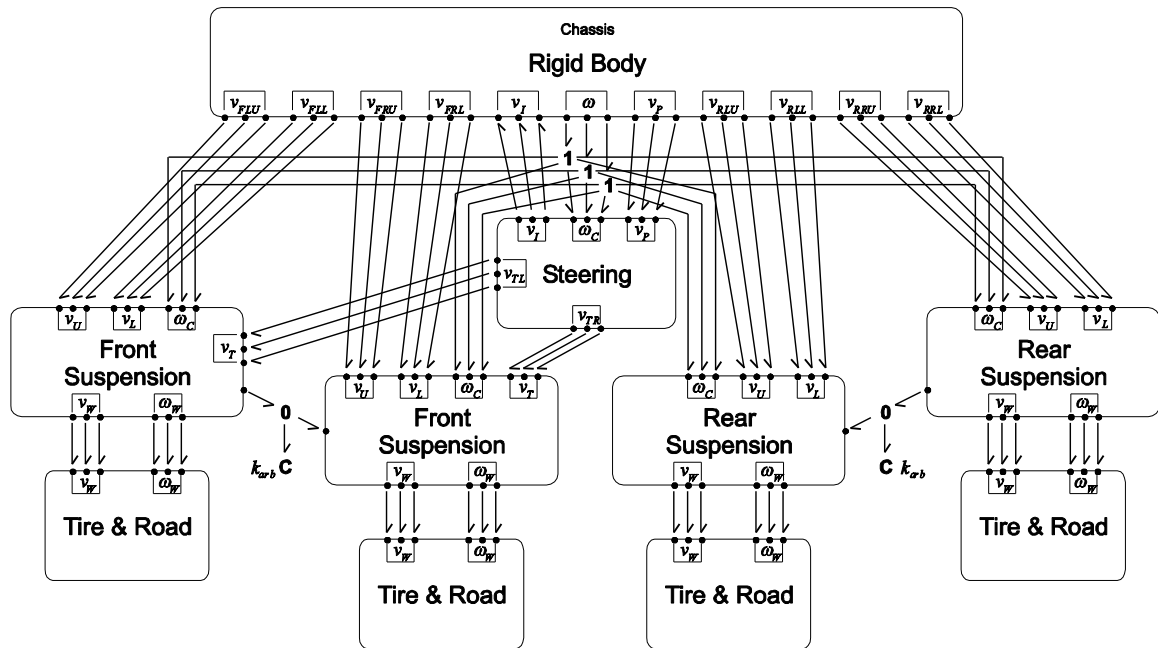 Chassis
Rigid Body
v_FLU v_FLL v_FRU v_FRL v_I ω v_P v_RLU v_RLL v_RRU v_RRL
1
1
1
v_I ω_C v_P
Steering
v_TL
v_TR
v_U v_L ω_C
v_T
Front
Suspension
v_W ω_W
ω_C v_U v_L
Rear
Suspension
v_W ω_W
v_U v_L ω_C v_T
Front
Suspension
v_W ω_W
ω_C v_U v_L
Rear
Suspension
v_W ω_W
0
k_arb C
0
C k_arb
v_W ω_W
Tire & Road
v_W ω_W
Tire & Road
v_W ω_W
Tire & Road
v_W ω_W
Tire & Road